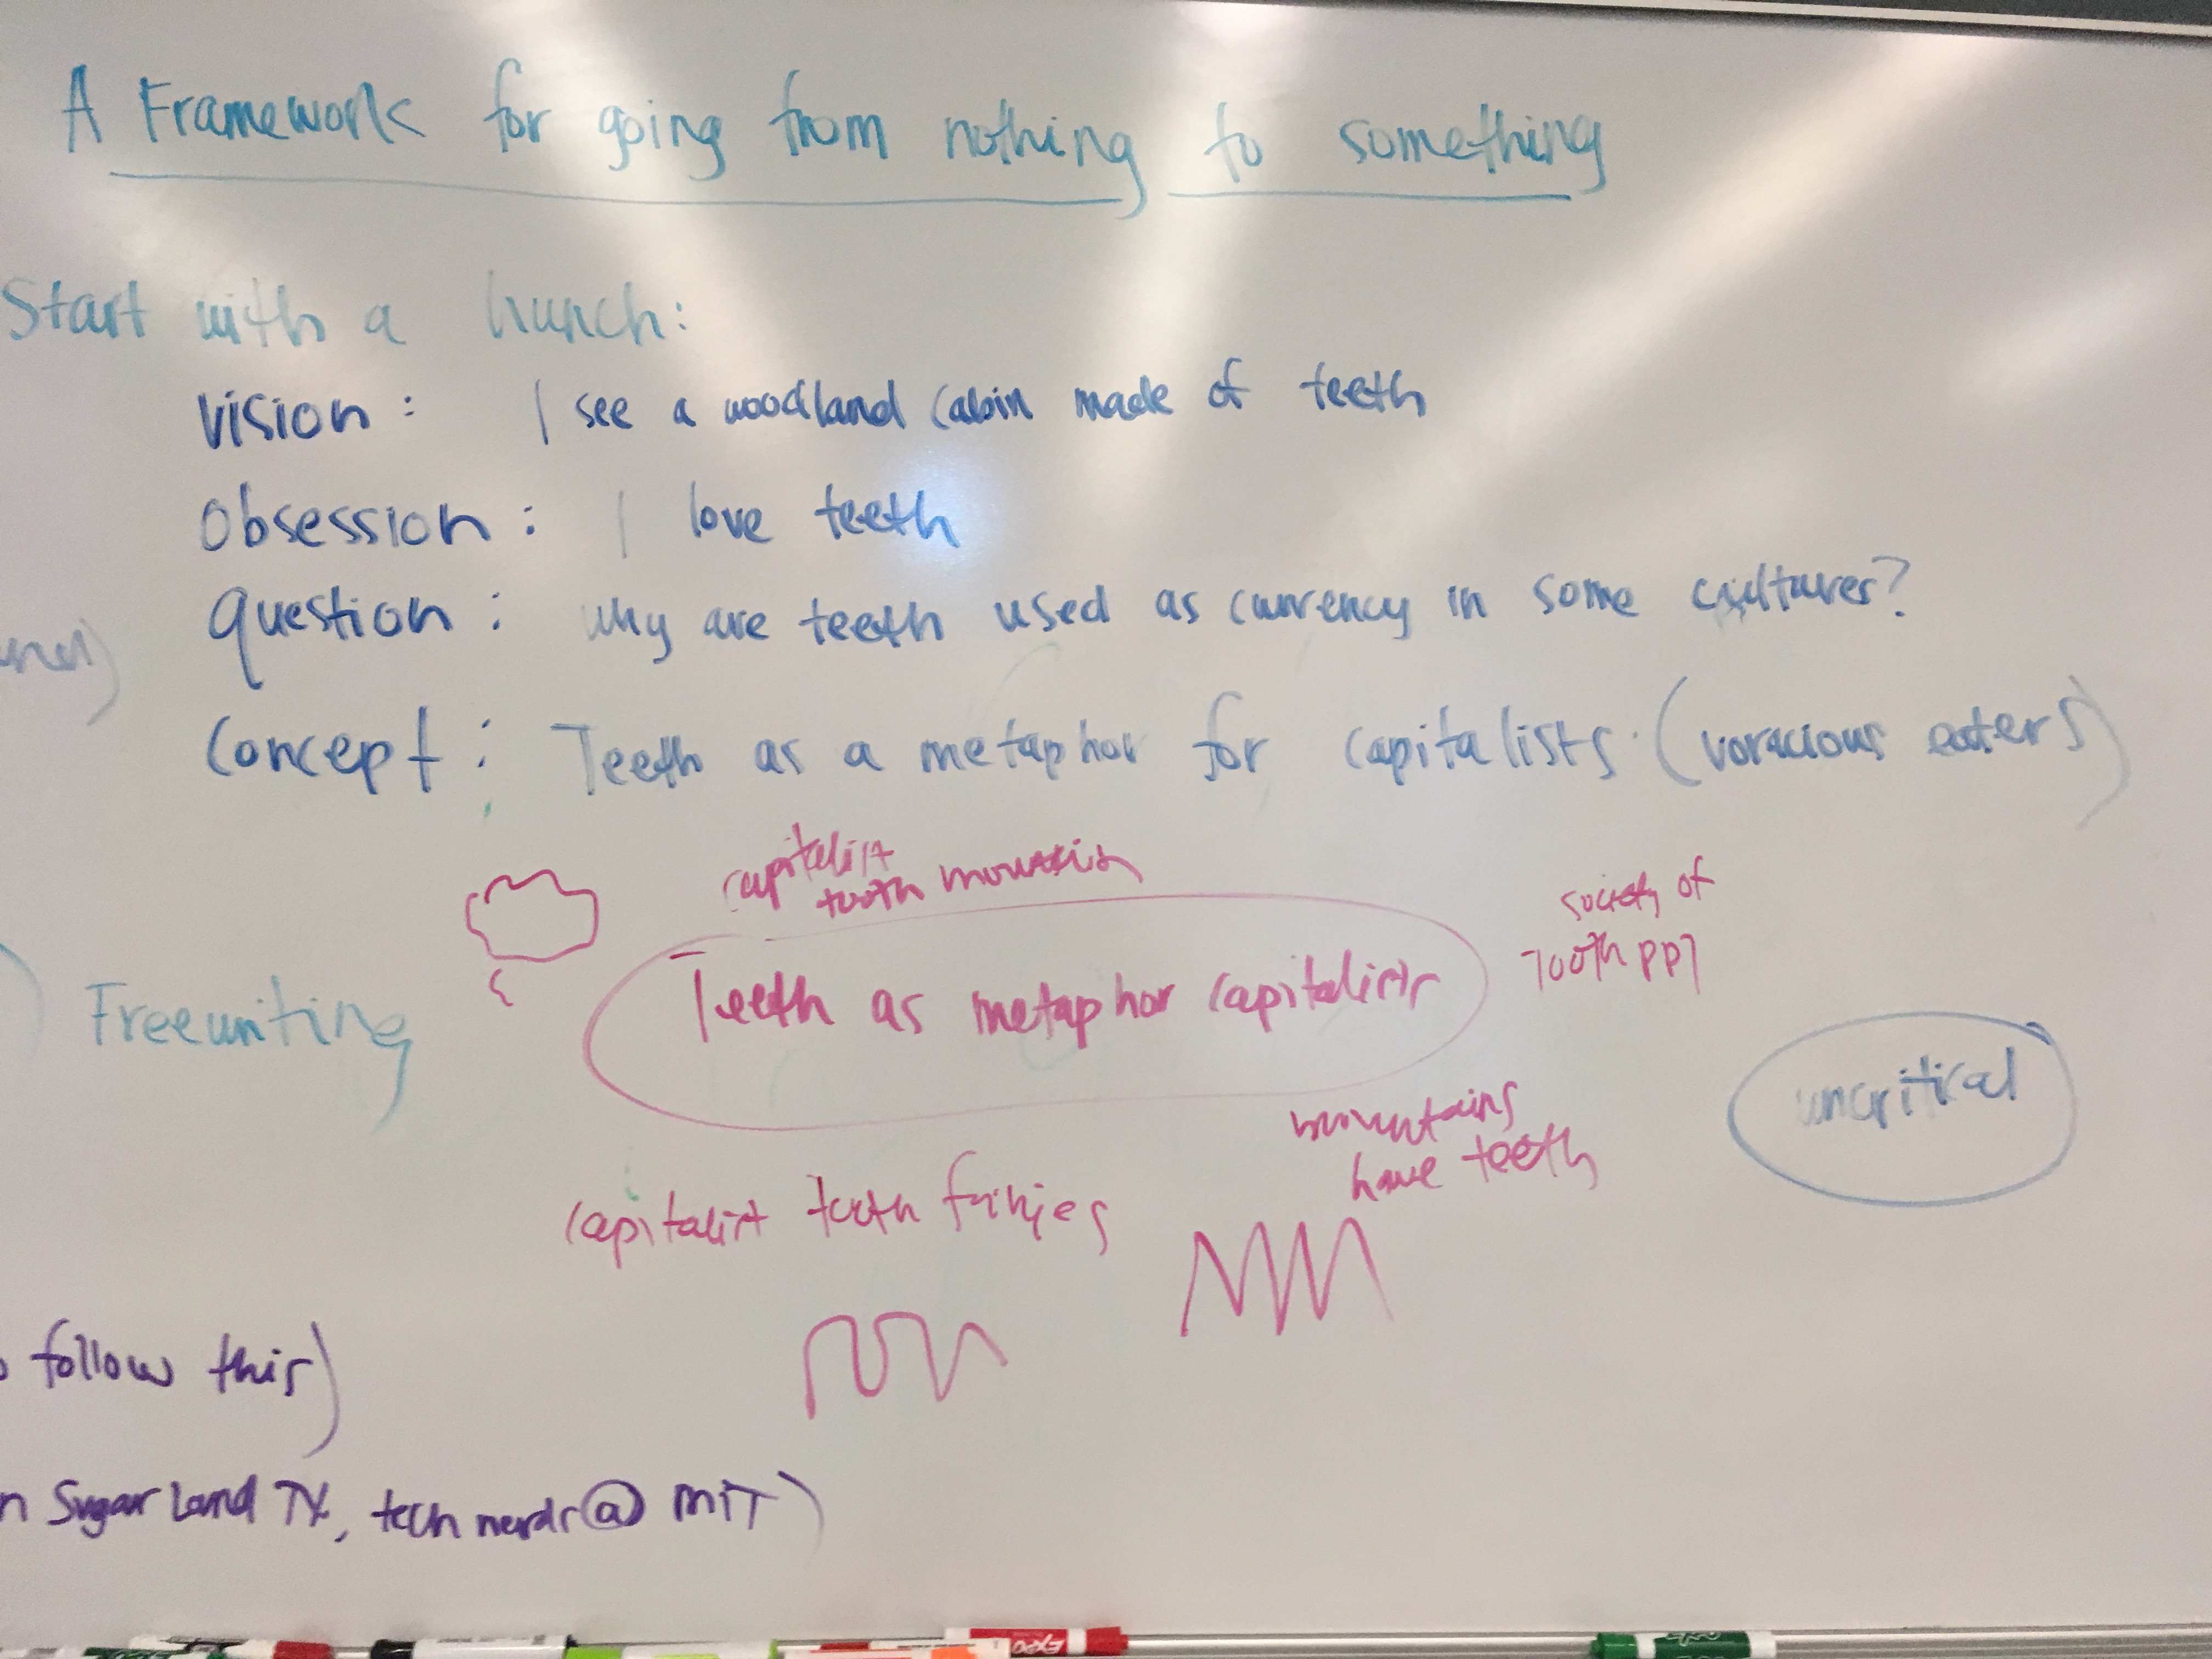 A Framework for going from nothing to something
Start with a hunch:
Vision: I see a woodland cabin made of teeth
Obsession: I love teeth
Question: why are teeth used as currency in some cultures?
Concept: Teeth as a metaphor for capitalists (voracious eaters)
capitalist
tooth mountain
society of
Tooth ppl
Freewriting
Teeth as metaphor capitalists
uncritical
mountains
have teeth
capitalist tooth fairies
follow this)
Sugar Land TX, tech nerds @ MIT)
EXPO